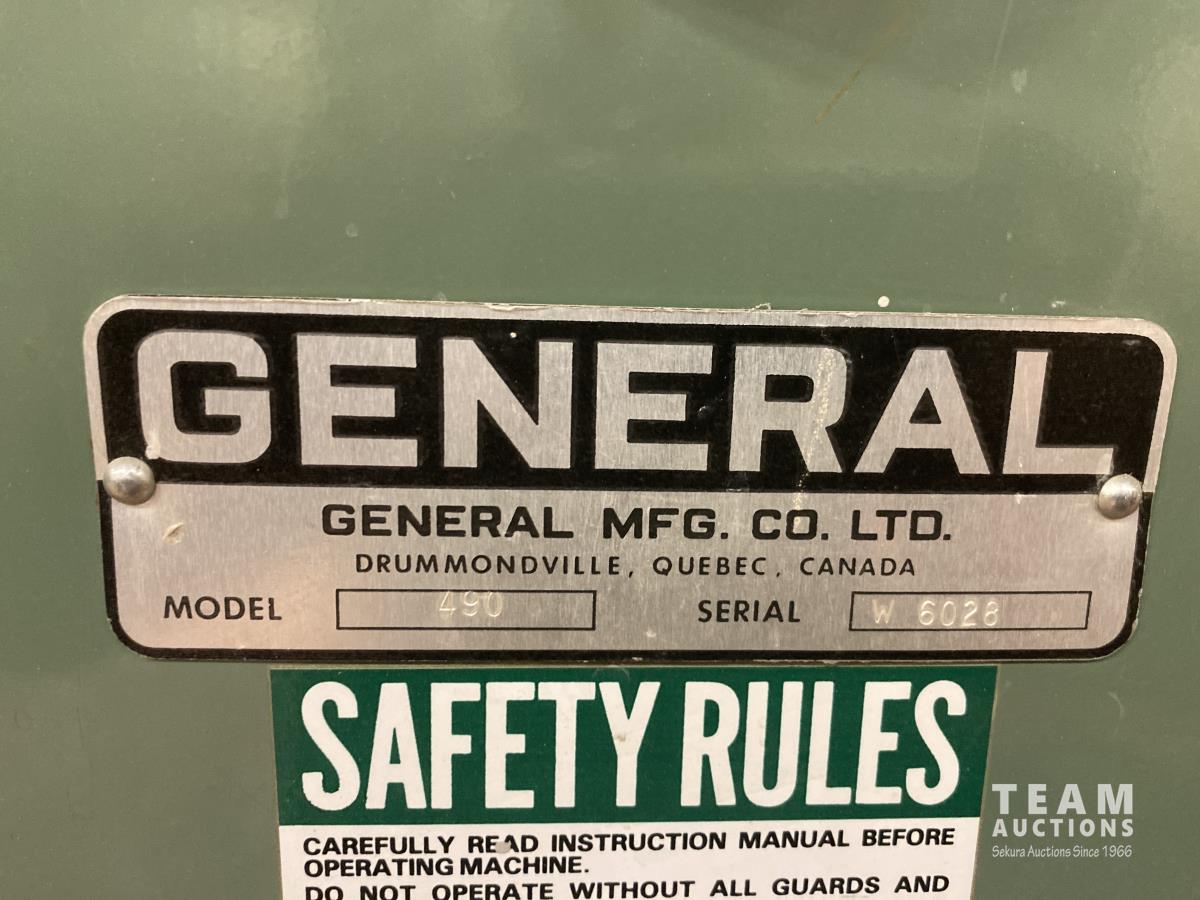 GENERAL
GENERAL MFG. CO. LTD.
DRUMMONDVILLE, QUEBEC, CANADA
MODEL 490 SERIAL W 6028
SAFETY RULES
CAREFULLY READ INSTRUCTION MANUAL BEFORE
OPERATING MACHINE.
DO NOT OPERATE WITHOUT ALL GUARDS AND
TEAM
AUCTIONS
Sekura Auctions Since 1966